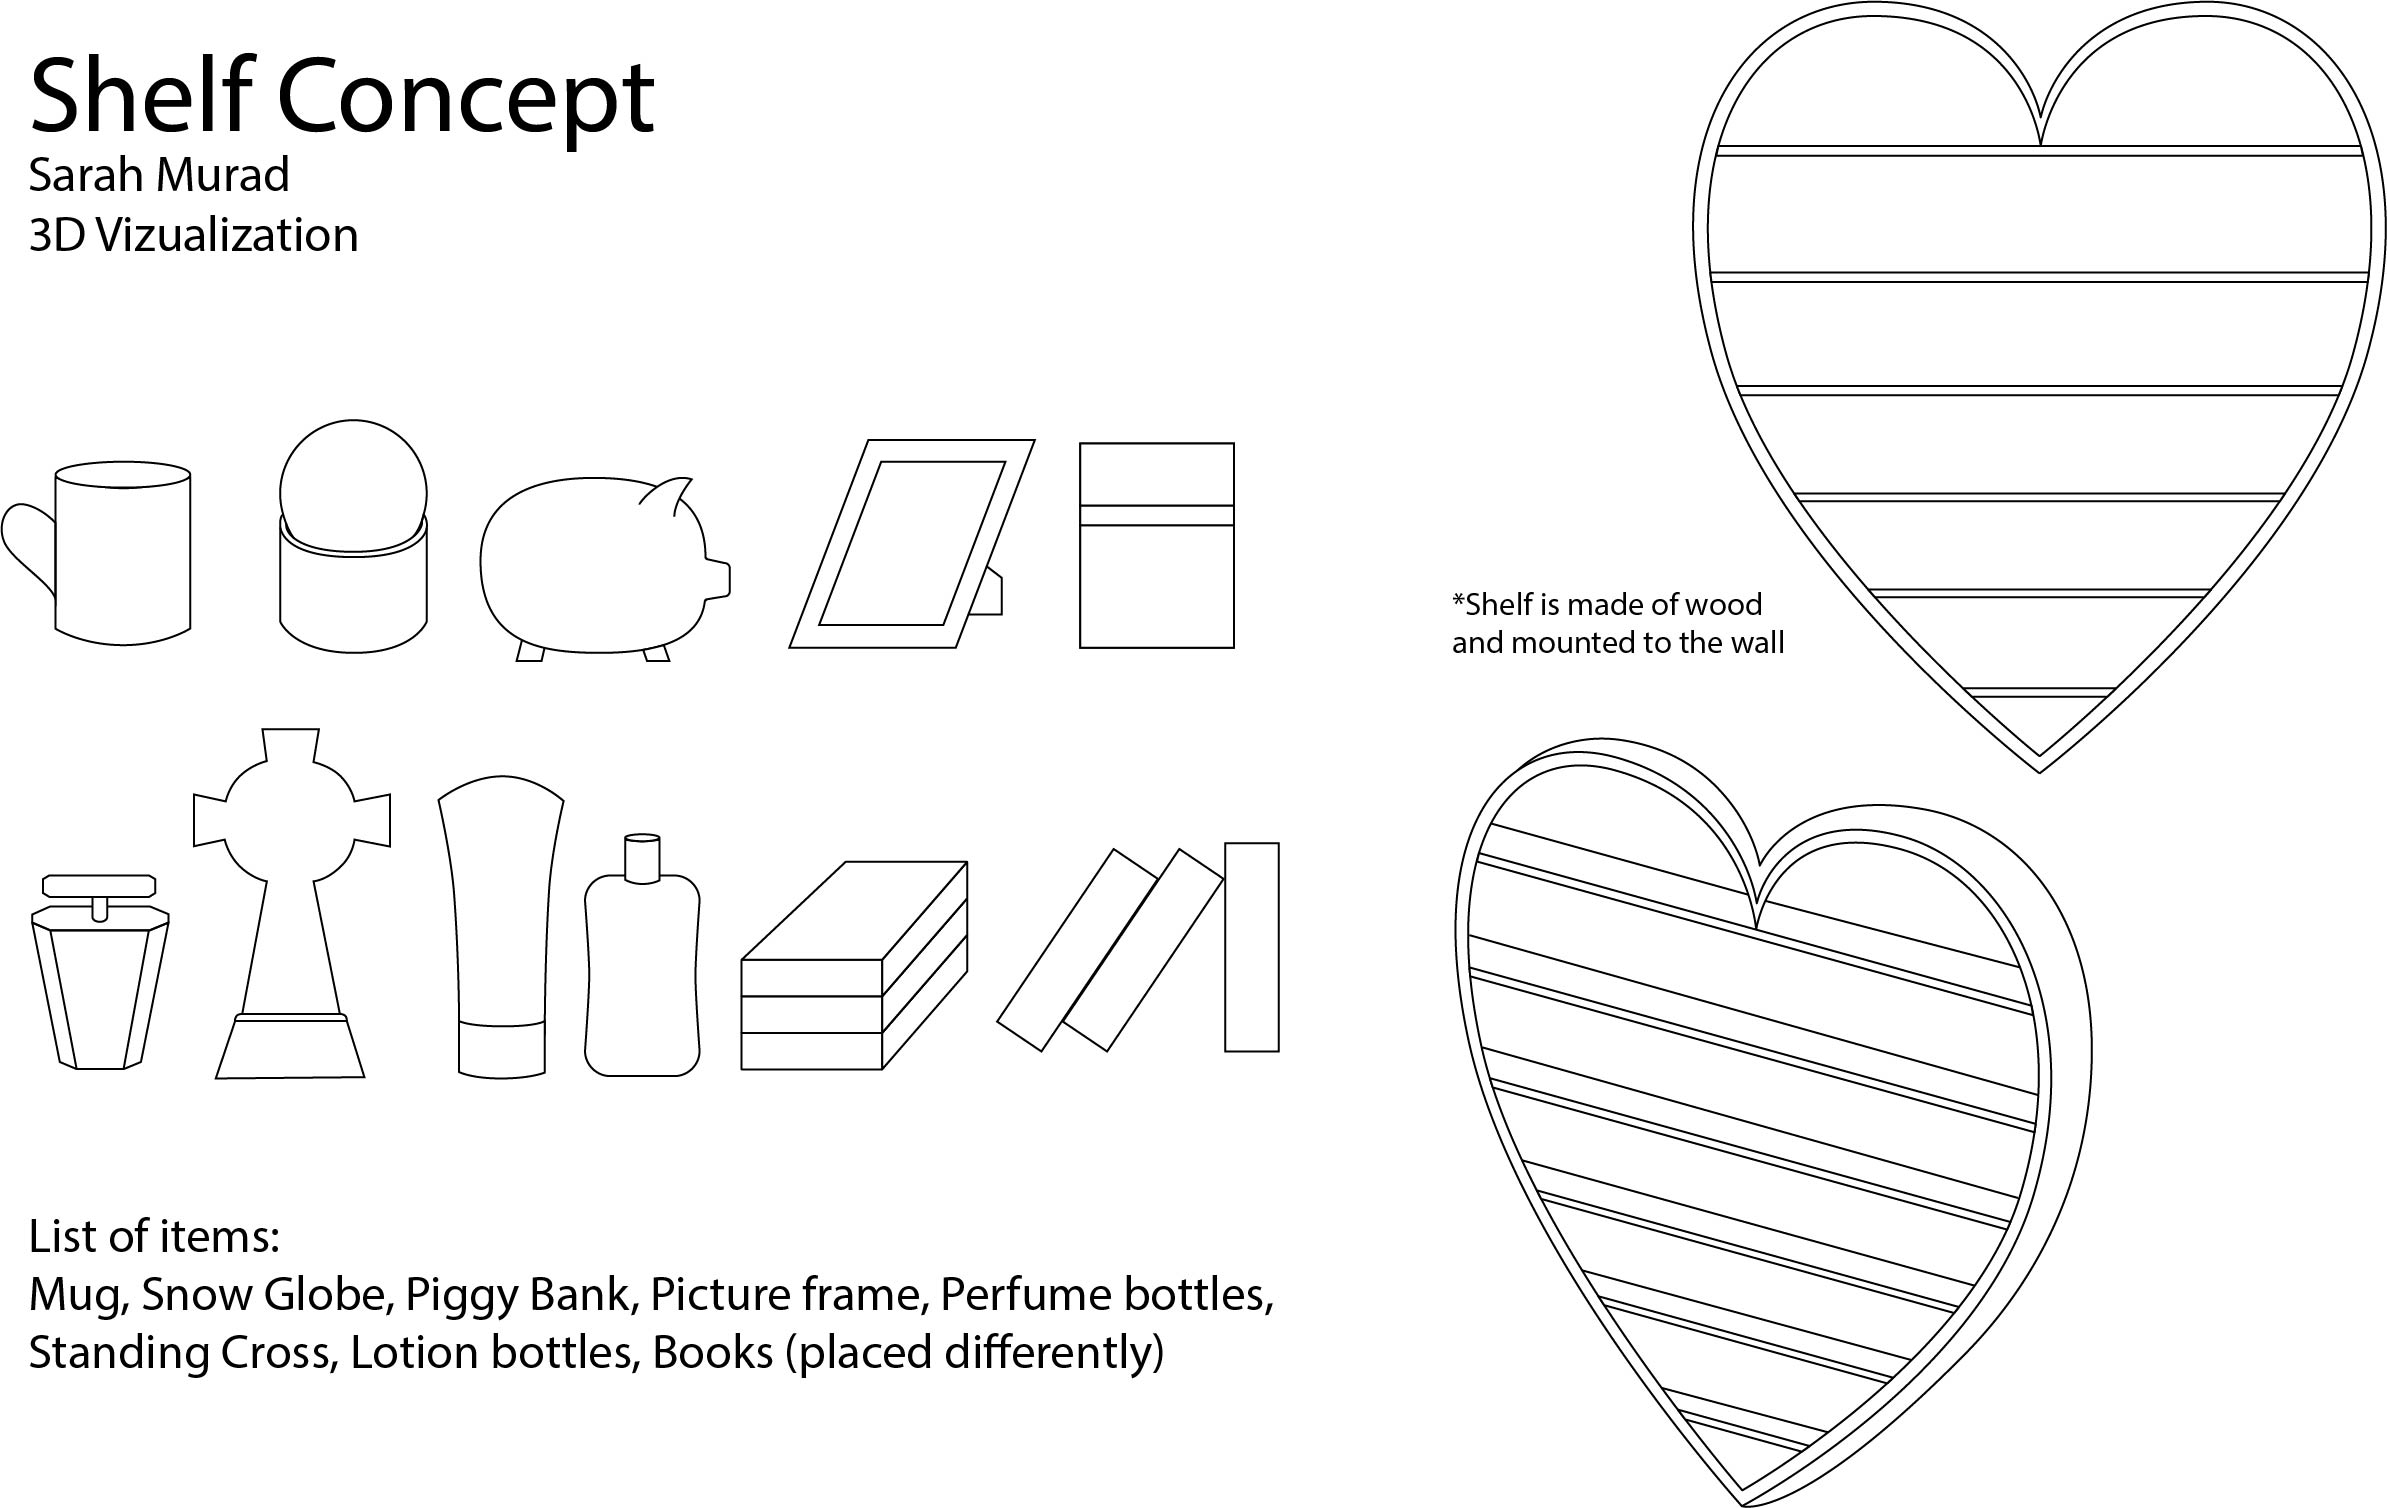 Shelf Concept
Sarah Murad
3D Vizualization
*Shelf is made of wood
and mounted to the wall
List of items:
Mug, Snow Globe, Piggy Bank, Picture frame, Perfume bottles,
Standing Cross, Lotion bottles, Books (placed differently)